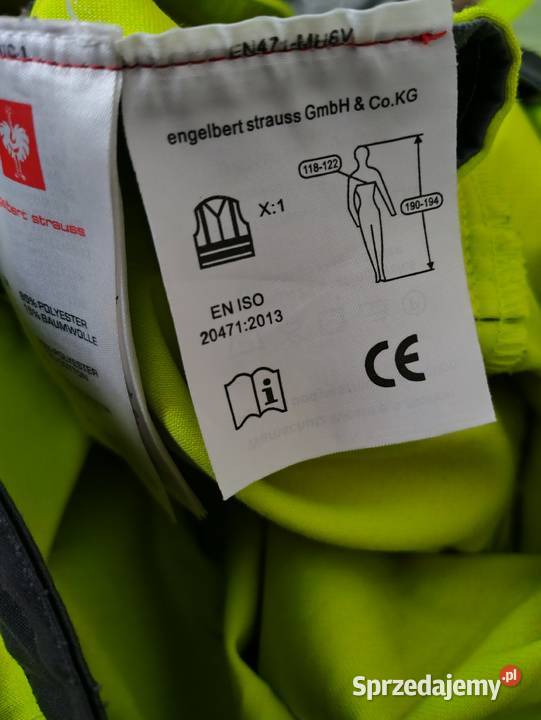 engelbert strauss GmbH & Co.KG
118-122
190-194
X:1
EN ISO
20471:2013
CE
strauss
POLYESTER
BAUMWOLLE
POLYESTER
Sprzedajemy.pl